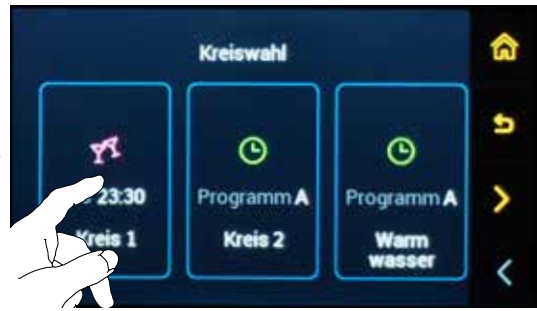 Kreiswahl
23:30
Kreis 1
Programm A
Kreis 2
Programm A
Warm
wasser